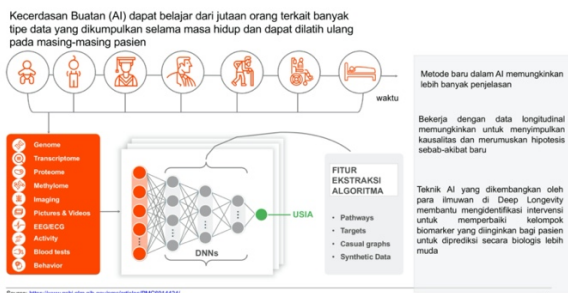 Kecerdasan Buatan (AI) dapat belajar dari jutaan orang terkait banyak
tipe data yang dikumpulkan selama masa hidup dan dapat dilatih ulang
pada masing-masing pasien
waktu
Genome
Transcriptome
Proteome
Methylome
Imaging
Pictures & Videos
EEG/ECG
Activity
Blood tests
Behavior
DNNs
USIA
FITUR
EKSTRAKSI
ALGORITMA
• Pathways
• Targets
• Casual graphs
• Synthetic Data
Metode baru dalam AI memungkinkan
lebih banyak penjelasan
Bekerja dengan data longitudinal
memungkinkan untuk menyimpulkan
kausalitas dan merumuskan hipotesis
sebab-akibat baru
Teknik AI yang dikembangkan oleh
para ilmuwan di Deep Longevity
membantu mengidentifikasi intervensi
untuk memperbaiki kelompok
biomarker yang diinginkan bagi pasien
untuk diprediksi secara biologis lebih
muda